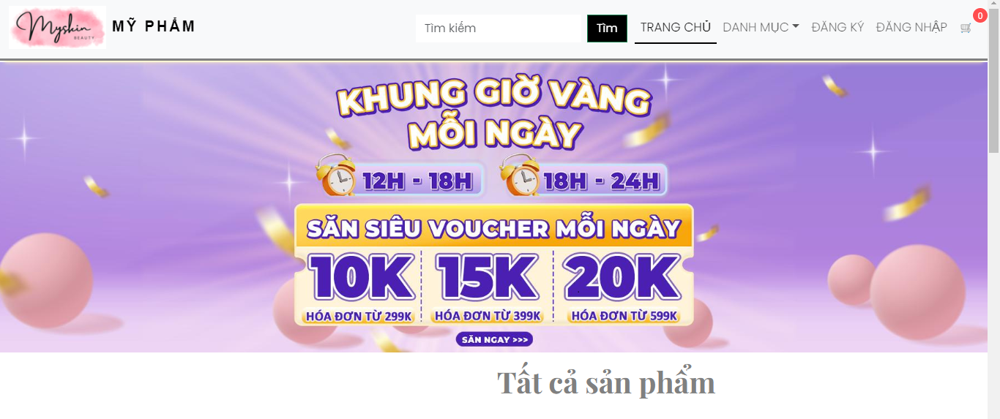 Myskin
BEAUTY
MỸ PHẨM
Tìm kiếm
Tìm
TRANG CHỦ
DANH MỤC
ĐĂNG KÝ
ĐĂNG NHẬP
0
KHUNG GIỜ VÀNG
MỖI NGÀY
12H - 18H
18H - 24H
SĂN SIÊU VOUCHER MỖI NGÀY
10K 15K 20K
HÓA ĐƠN TỪ 299K HÓA ĐƠN TỪ 399K HÓA ĐƠN TỪ 599K
SĂN NGAY >>>
Tất cả sản phẩm